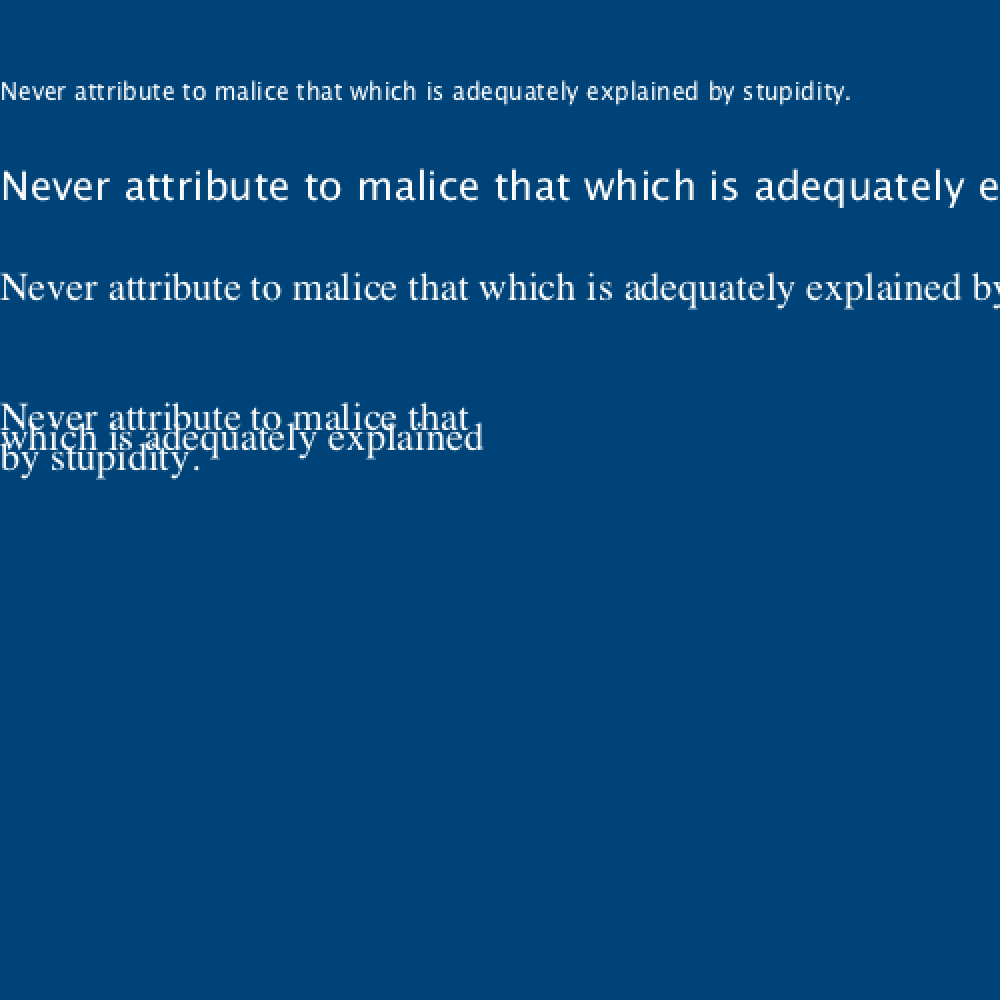 Never attribute to malice that which is adequately explained by stupidity.
Never attribute to malice that which is adequately e
Never attribute to malice that which is adequately explained by
Never attribute to malice that
which is adequately explained
by stupidity.